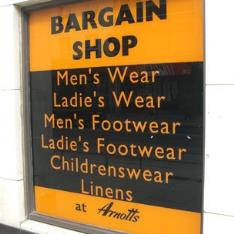 BARGAIN
SHOP
Men's Wear
Ladie's Wear
Men's Footwear
Ladie's Footwear
Childrenswear
Linens
at Arnotts